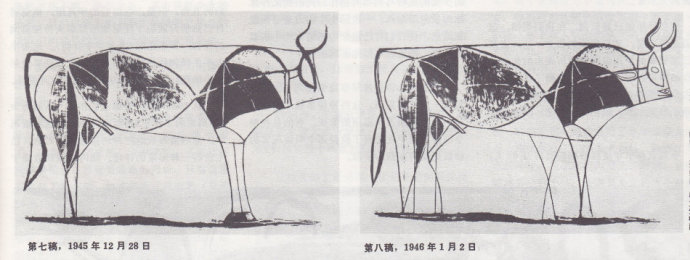 第七稿，1945 年 12 月 28 日
第八稿，1946 年 1 月 2 日